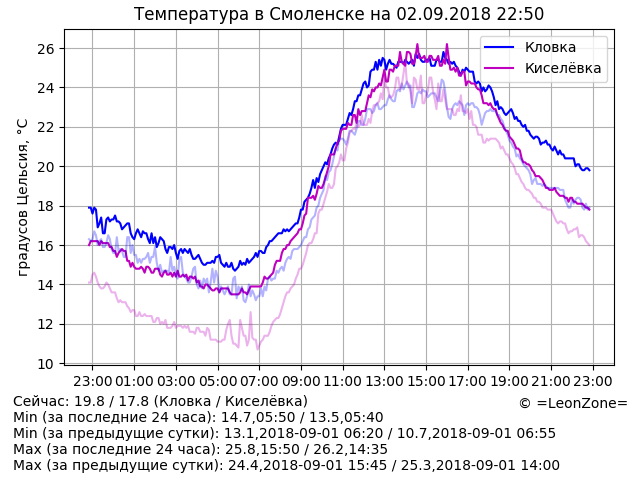 Температура в Смоленске на 02.09.2018 22:50
Кловка
Киселёвка
градусов Цельсия, °C
26
24
22
20
18
16
14
12
10
23:00 01:00 03:00 05:00 07:00 09:00 11:00 13:00 15:00 17:00 19:00 21:00 23:00
Сейчас: 19.8 / 17.8 (Кловка / Киселёвка)
© =LeonZone=
Min (за последние 24 часа): 14.7,05:50 / 13.5,05:40
Min (за предыдущие сутки): 13.1,2018-09-01 06:20 / 10.7,2018-09-01 06:55
Max (за последние 24 часа): 25.8,15:50 / 26.2,14:35
Max (за предыдущие сутки): 24.4,2018-09-01 15:45 / 25.3,2018-09-01 14:00